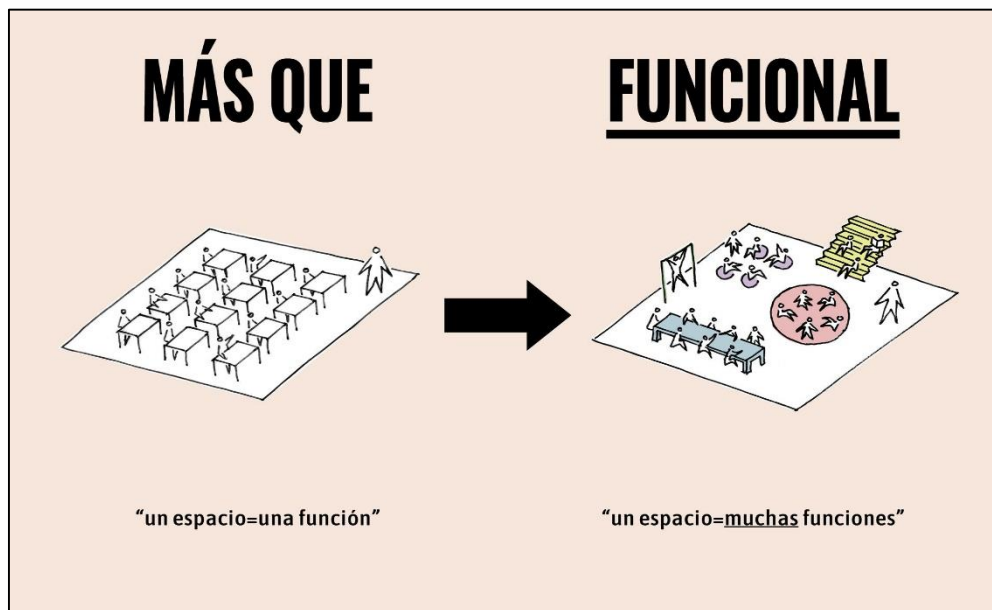 MÁS QUE
FUNCIONAL
“un espacio=una función”
“un espacio=muchas funciones”